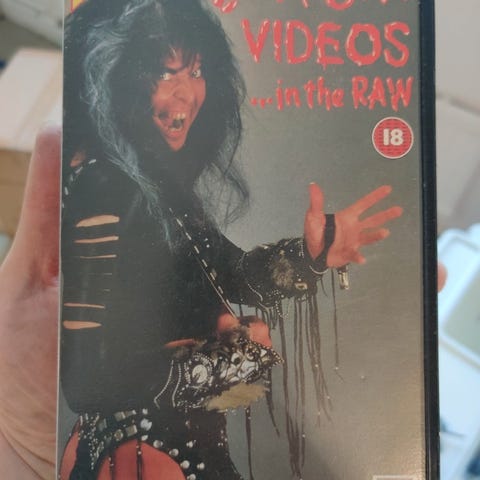 VIDEOS
...in the RAW
18